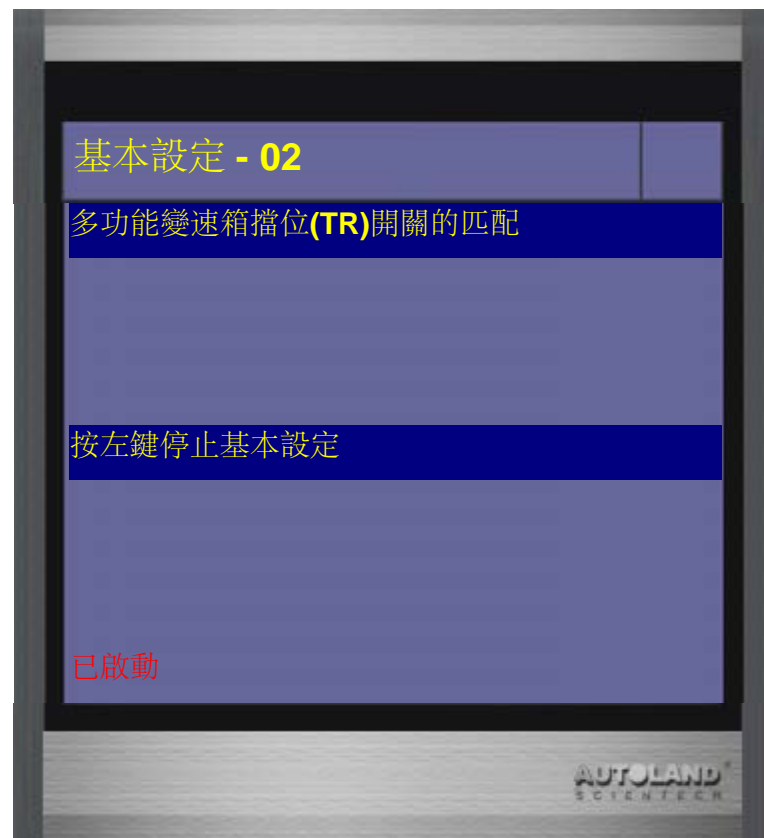 基本設定 - 02
多功能變速箱擋位(TR)開關的匹配
按左鍵停止基本設定
已啟動
AUTOLAND
SCIENTECH